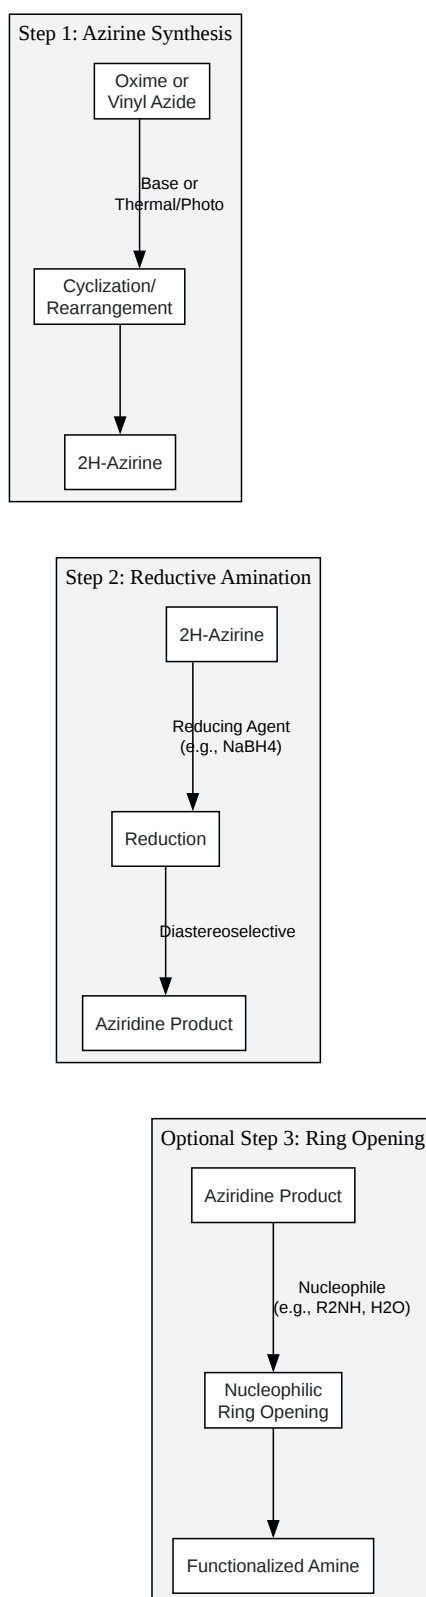 Step 1: Azirine Synthesis
Oxime or
Vinyl Azide
Base or
Thermal/Photo
Cyclization/
Rearrangement
2H-Azirine
Step 2: Reductive Amination
2H-Azirine
Reducing Agent
(e.g., NaBH4)
Reduction
Diastereoselective
Aziridine Product
Optional Step 3: Ring Opening
Aziridine Product
Nucleophile
(e.g., R2NH, H2O)
Nucleophilic
Ring Opening
Functionalized Amine